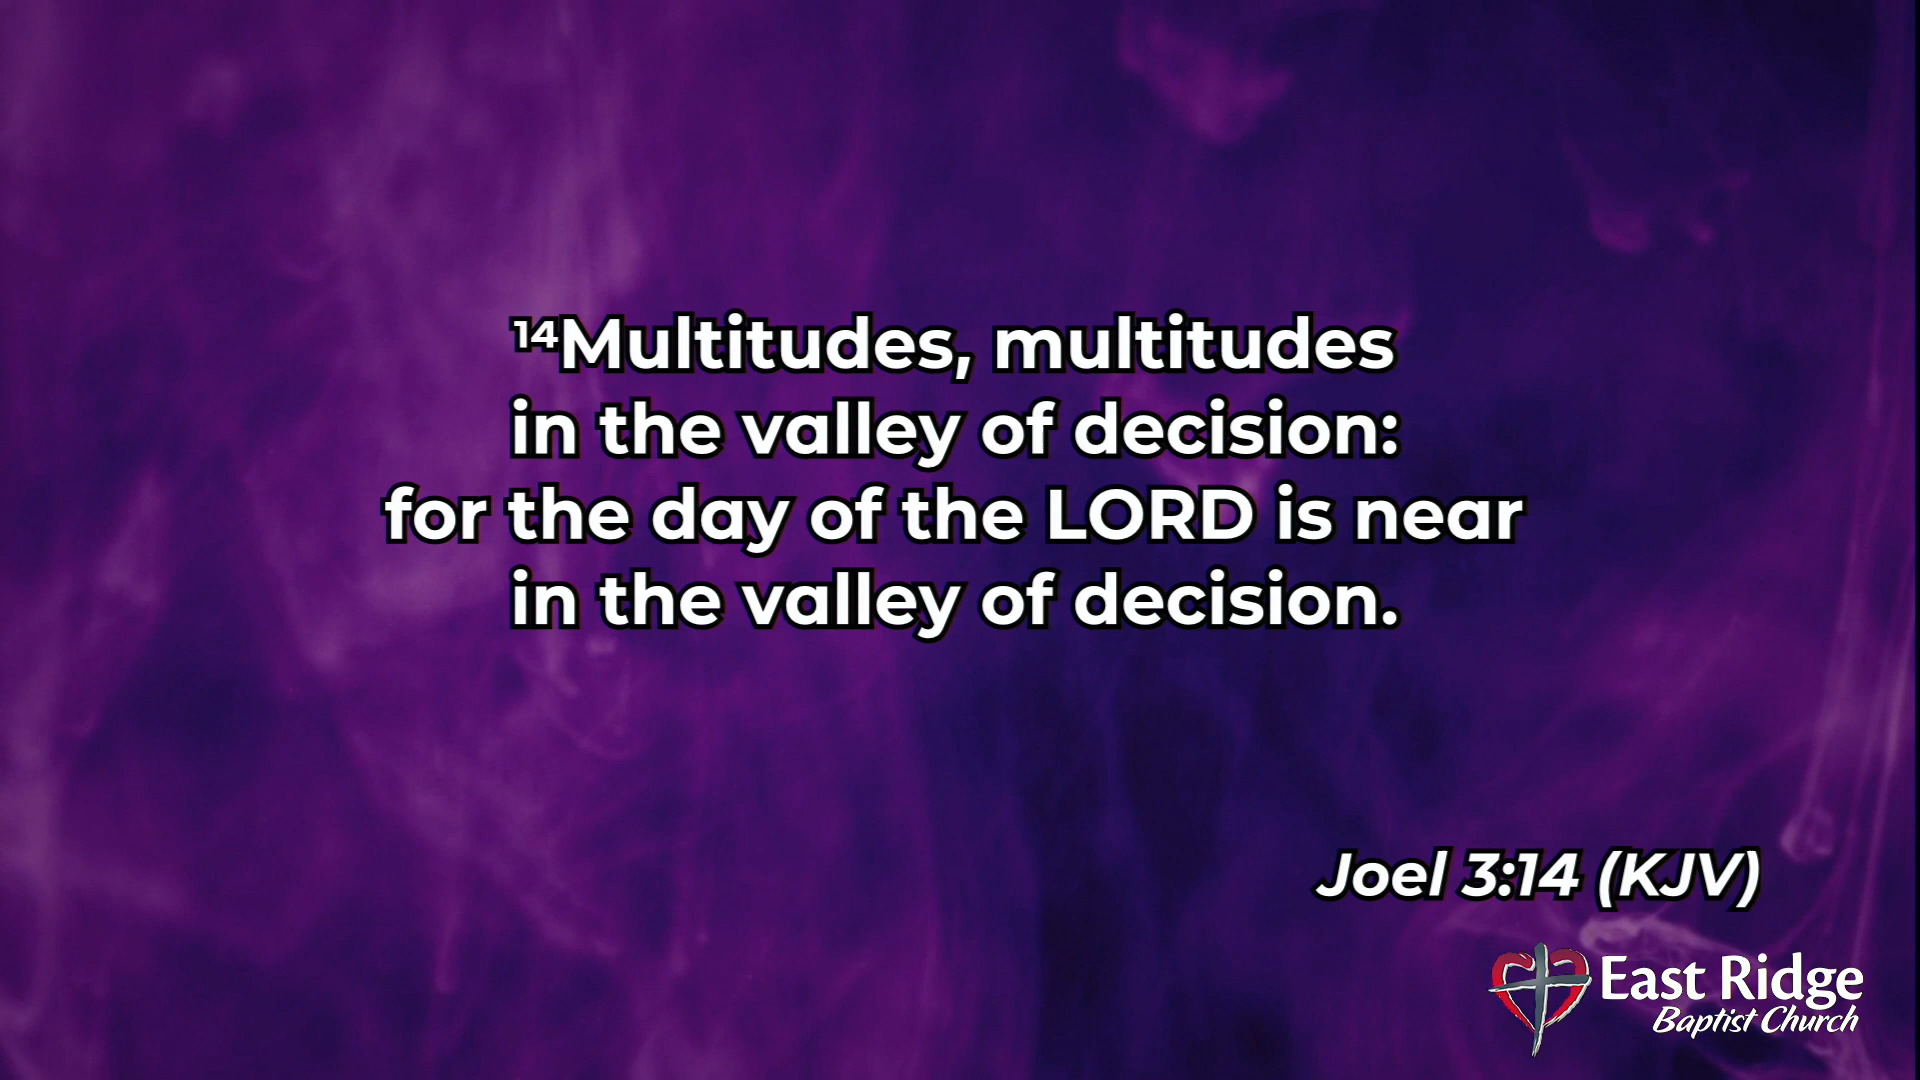 ¹⁴Multitudes, multitudes
in the valley of decision:
for the day of the LORD is near
in the valley of decision.
Joel 3:14 (KJV)
East Ridge
Baptist Church